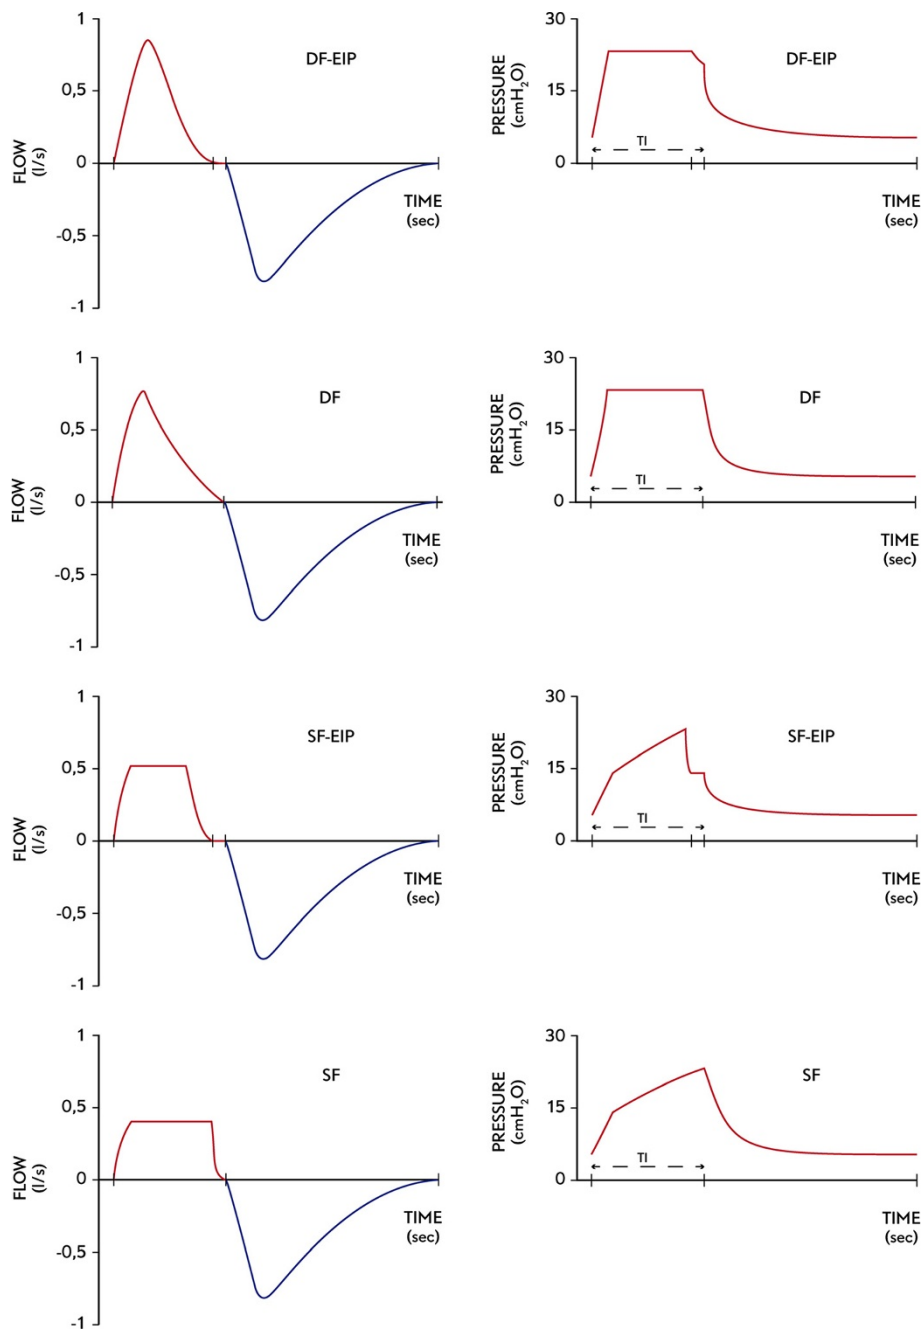 1
DF-EIP
0,5
FLOW
(l/s)
0
TIME
(sec)
-0,5
-1
30
DF-EIP
PRESSURE
(cmH₂O)
15
TI
0
TIME
(sec)
1
DF
0,5
FLOW
(l/s)
0
TIME
(sec)
-0,5
-1
30
DF
PRESSURE
(cmH₂O)
15
TI
0
TIME
(sec)
1
SF-EIP
0,5
FLOW
(l/s)
0
TIME
(sec)
-0,5
-1
30
SF-EIP
PRESSURE
(cmH₂O)
15
TI
0
TIME
(sec)
1
SF
0,5
FLOW
(l/s)
0
TIME
(sec)
-0,5
-1
30
SF
PRESSURE
(cmH₂O)
15
TI
0
TIME
(sec)